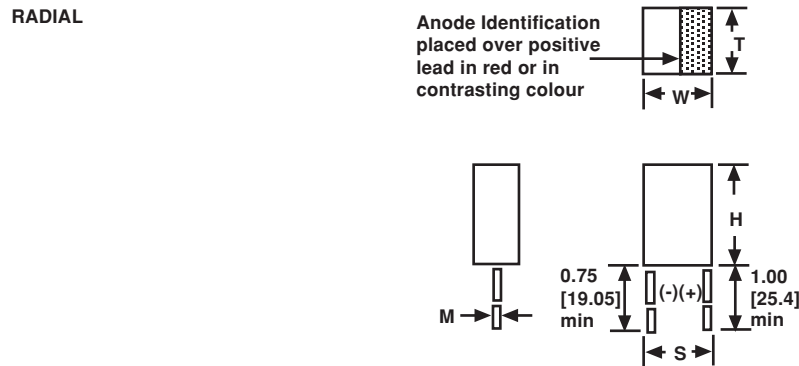 RADIAL
Anode Identification
placed over positive
lead in red or in
contrasting colour
T
W
H
0.75
[19.05]
min
(-)(+)
1.00
[25.4]
min
M
S